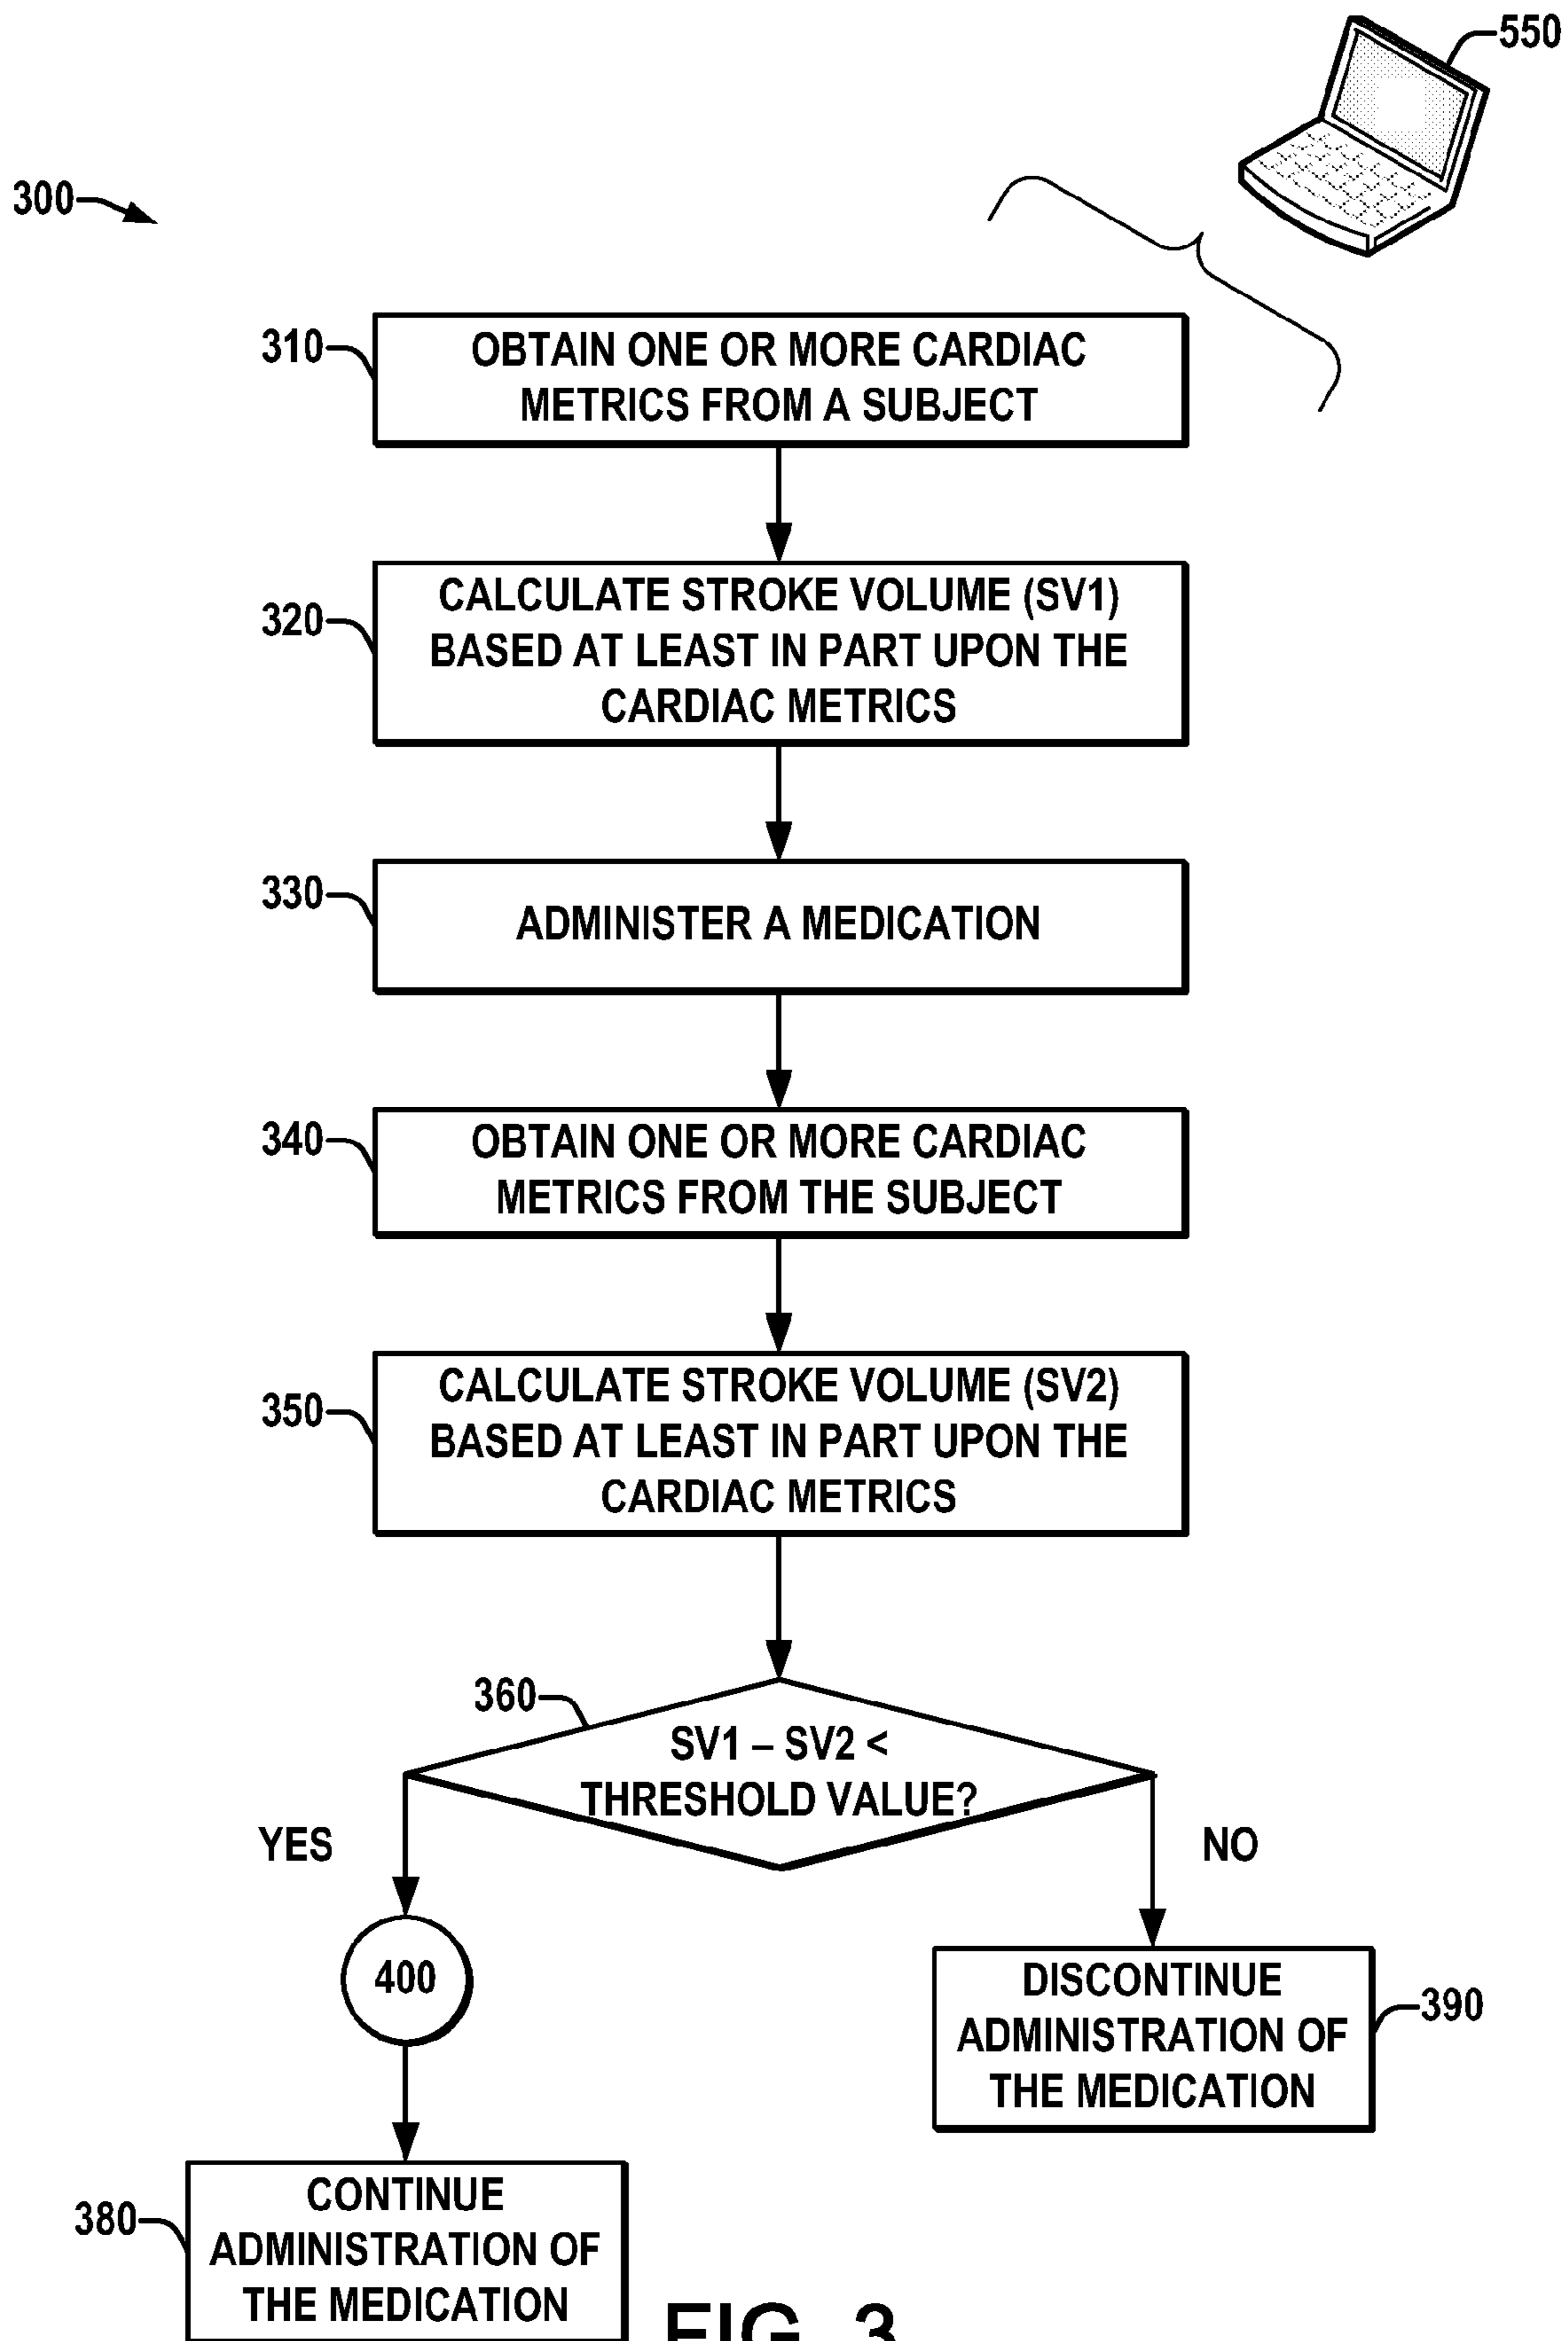 550
300
310
OBTAIN ONE OR MORE CARDIAC
METRICS FROM A SUBJECT
320
CALCULATE STROKE VOLUME (SV1)
BASED AT LEAST IN PART UPON THE
CARDIAC METRICS
330
ADMINISTER A MEDICATION
340
OBTAIN ONE OR MORE CARDIAC
METRICS FROM THE SUBJECT
350
CALCULATE STROKE VOLUME (SV2)
BASED AT LEAST IN PART UPON THE
CARDIAC METRICS
360
SV1 – SV2 <
THRESHOLD VALUE?
YES
NO
400
DISCONTINUE
ADMINISTRATION OF
THE MEDICATION
390
380
CONTINUE
ADMINISTRATION OF
THE MEDICATION
FIG. 3